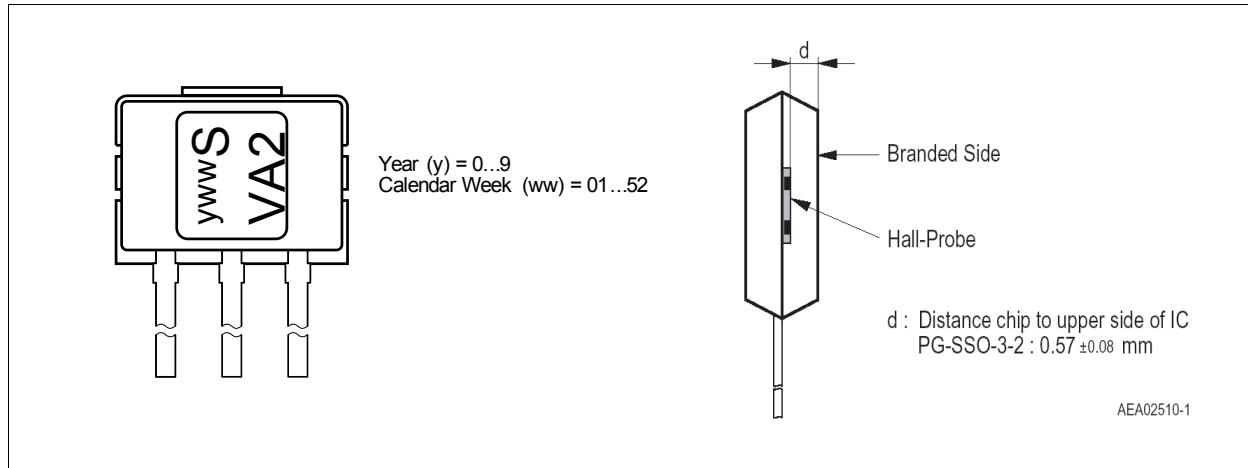 ywwS
VA2
Year (y) = 0...9
Calendar Week (ww) = 01...52
d
Branded Side
Hall-Probe
d : Distance chip to upper side of IC
PG-SSO-3-2 : 0.57 ±0.08 mm
AEA02510-1